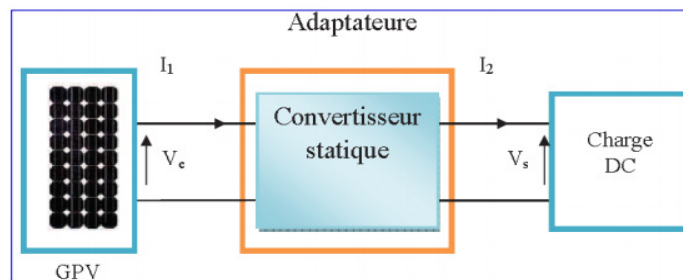 Adaptateure
I₁
I₂
Convertisseur
statique
Vₑ
Vₛ
Charge
DC
GPV